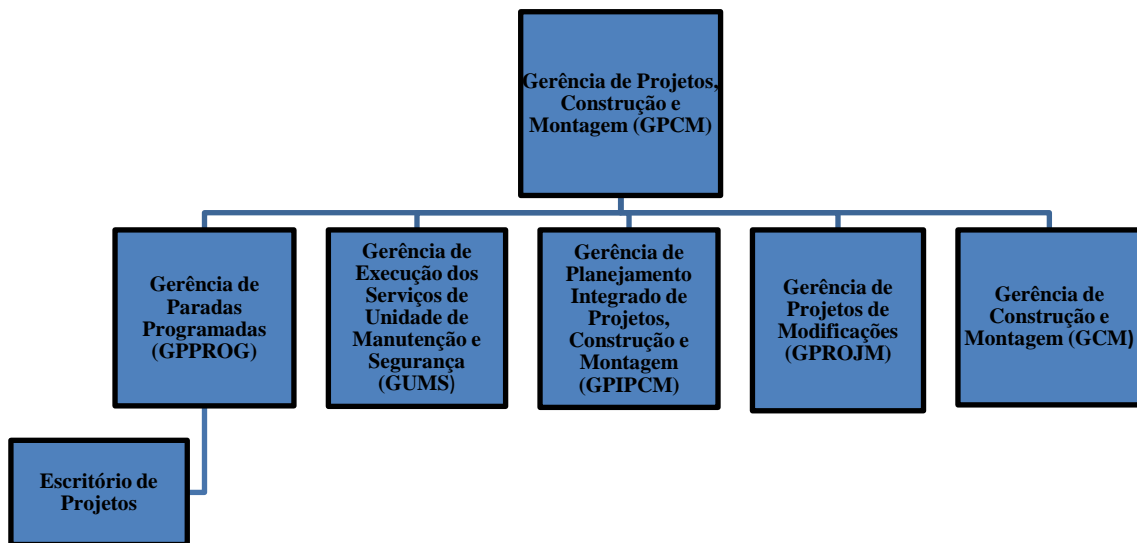 Gerência de Projetos,
Construção e
Montagem (GPCM)
Gerência de
Paradas
Programadas
(GPPROG)
Gerência de
Execução dos
Serviços de
Unidade de
Manutenção e
Segurança
(GUMS)
Gerência de
Planejamento
Integrado de
Projetos,
Construção e
Montagem
(GPIPCM)
Gerência de
Projetos de
Modificações
(GPROJM)
Gerência de
Construção e
Montagem (GCM)
Escritório de
Projetos